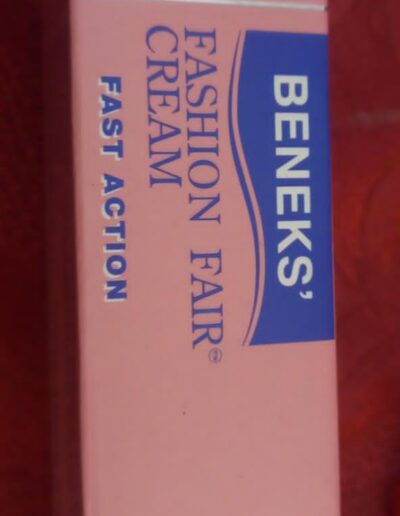 BENEKS'
FASHION FAIR®
CREAM
FAST ACTION